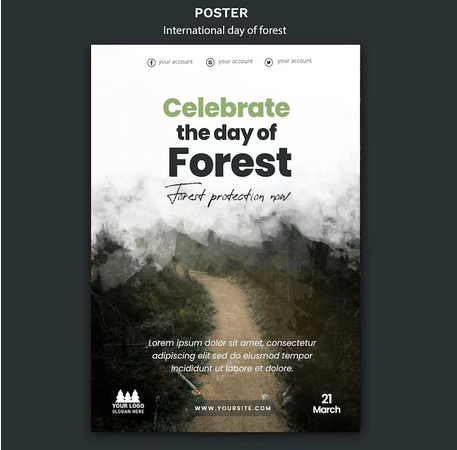 POSTER
International day of forest
your account your account your account
Celebrate
the day of
Forest
Forest protection now
Lorem ipsum dolor sit amet, consectetur
adipiscing elit sed do eiusmod tempor
Incididunt ut labore et dolore.
YOUR LOGO
SLOGAN HERE
WWW.YOURSITE.COM
21
March